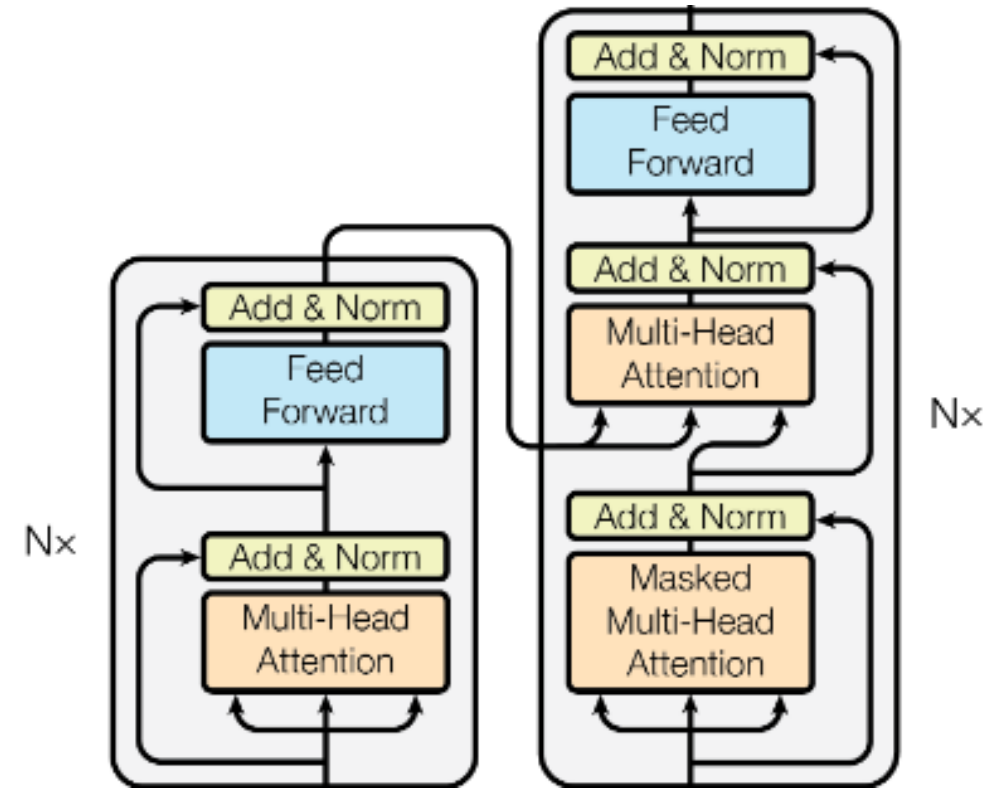 Nx
Add & Norm
Feed
Forward
Add & Norm
Multi-Head
Attention
Add & Norm
Feed
Forward
Add & Norm
Multi-Head
Attention
Add & Norm
Masked
Multi-Head
Attention
Nx